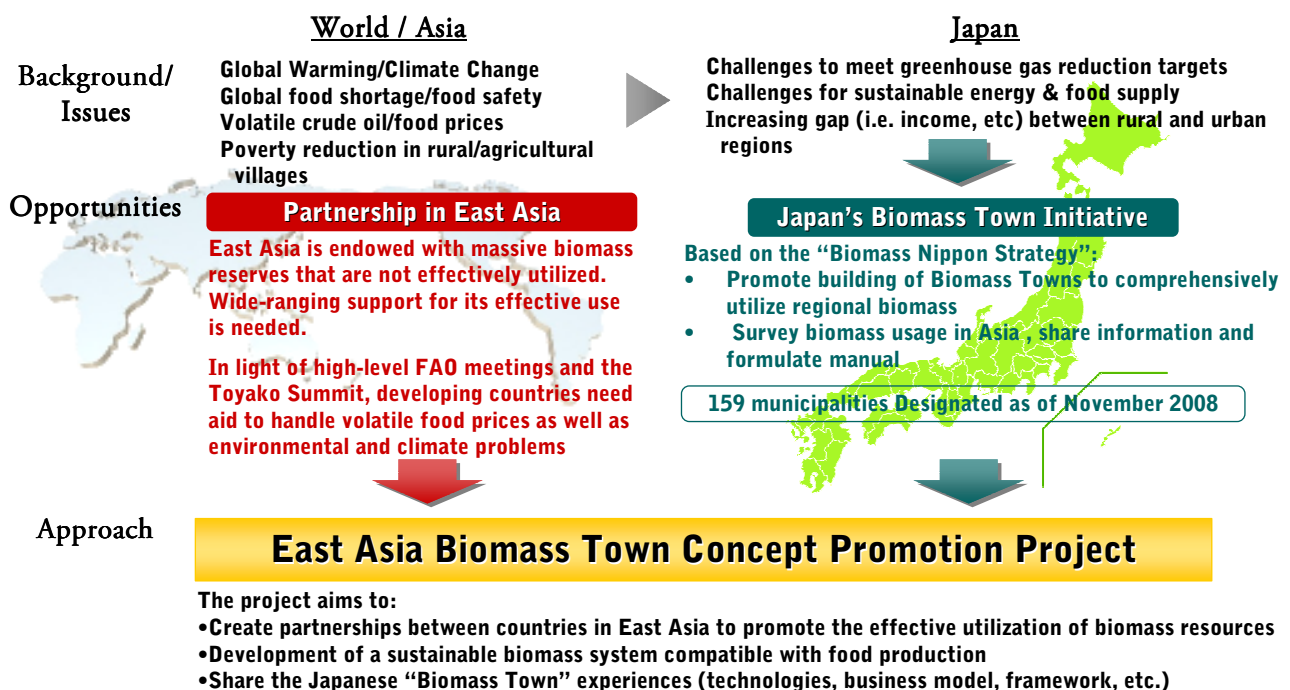 World / Asia
Japan
Background/
Issues
Global Warming/Climate Change
Global food shortage/food safety
Volatile crude oil/food prices
Poverty reduction in rural/agricultural
villages
Challenges to meet greenhouse gas reduction targets
Challenges for sustainable energy & food supply
Increasing gap (i.e. income, etc) between rural and urban
regions
Opportunities
Partnership in East Asia
East Asia is endowed with massive biomass
reserves that are not effectively utilized.
Wide-ranging support for its effective use
is needed.
In light of high-level FAO meetings and the
Toyako Summit, developing countries need
aid to handle volatile food prices as well as
environmental and climate problems
Japan's Biomass Town Initiative
Based on the “Biomass Nippon Strategy”:
• Promote building of Biomass Towns to comprehensively
utilize regional biomass
• Survey biomass usage in Asia , share information and
formulate manual
159 municipalities Designated as of November 2008
Approach
East Asia Biomass Town Concept Promotion Project
The project aims to:
•Create partnerships between countries in East Asia to promote the effective utilization of biomass resources
•Development of a sustainable biomass system compatible with food production
•Share the Japanese “Biomass Town” experiences (technologies, business model, framework, etc.)